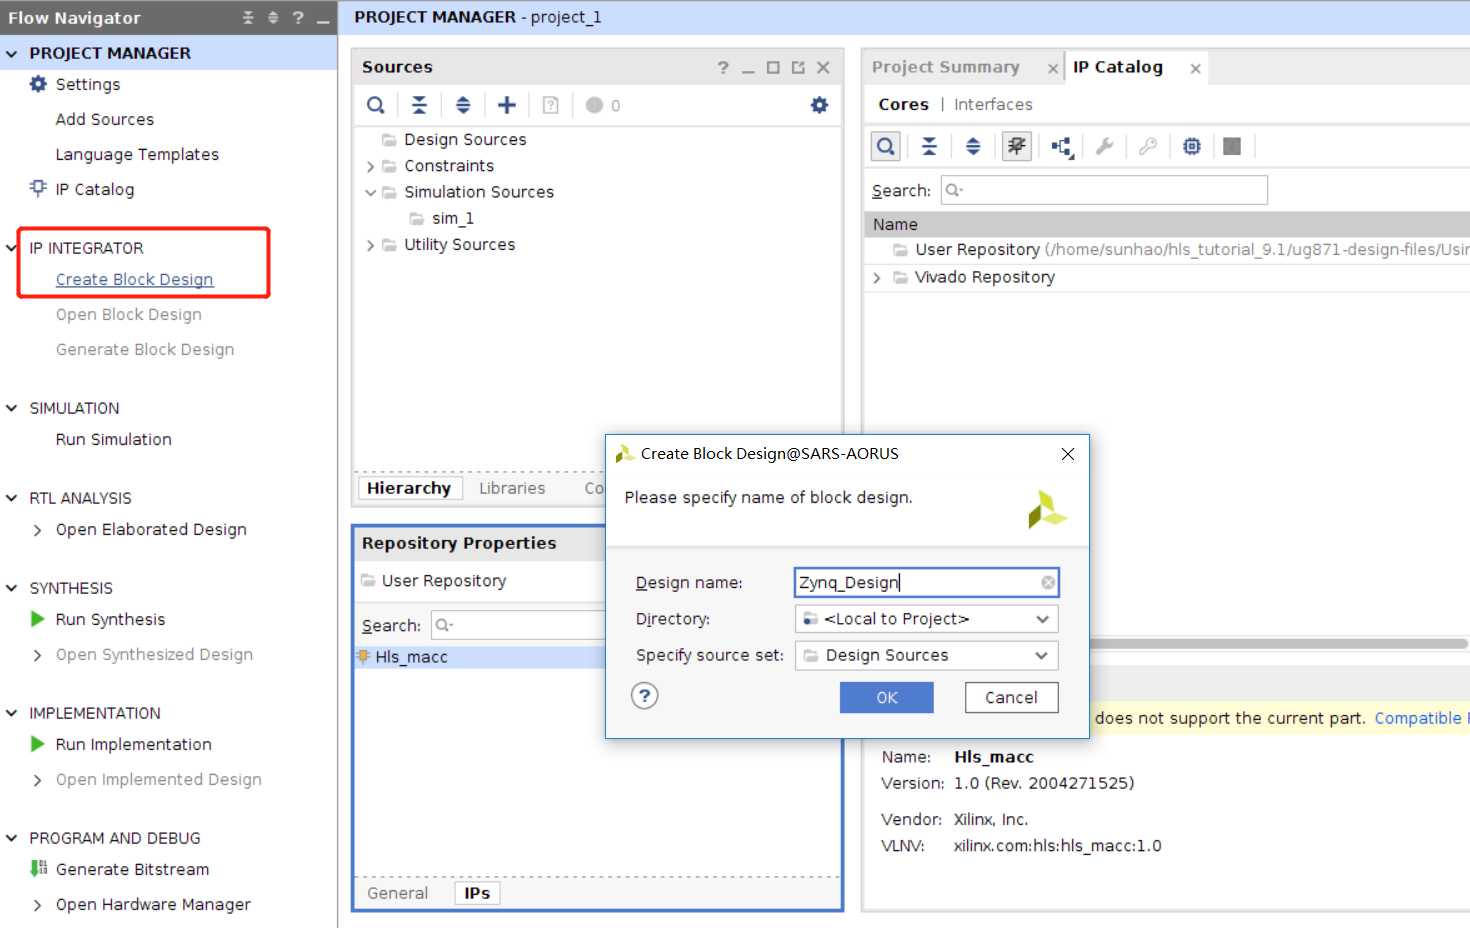 Flow Navigator
PROJECT MANAGER
Settings
Add Sources
Language Templates
IP Catalog
IP INTEGRATOR
Create Block Design
Open Block Design
Generate Block Design
SIMULATION
Run Simulation
RTL ANALYSIS
Open Elaborated Design
SYNTHESIS
Run Synthesis
Open Synthesized Design
IMPLEMENTATION
Run Implementation
Open Implemented Design
PROGRAM AND DEBUG
Generate Bitstream
Open Hardware Manager
PROJECT MANAGER - project_1
Sources
0
Design Sources
Constraints
Simulation Sources
sim_1
Utility Sources
Hierarchy Libraries Co
Repository Properties
User Repository
Search:
Hls_macc
General IPs
Project Summary IP Catalog
Cores | Interfaces
Search:
Name
User Repository (/home/sunhao/hls_tutorial_9.1/ug871-design-files/Usin
Vivado Repository
Create Block Design@SARS-AORUS
Please specify name of block design.
Design name: Zynq_Design
Directory: <Local to Project>
Specify source set: Design Sources
? OK Cancel
does not support the current part. Compatible
Name: Hls_macc
Version: 1.0 (Rev. 2004271525)
Vendor: Xilinx, Inc.
VLNV: xilinx.com:hls:hls_macc:1.0